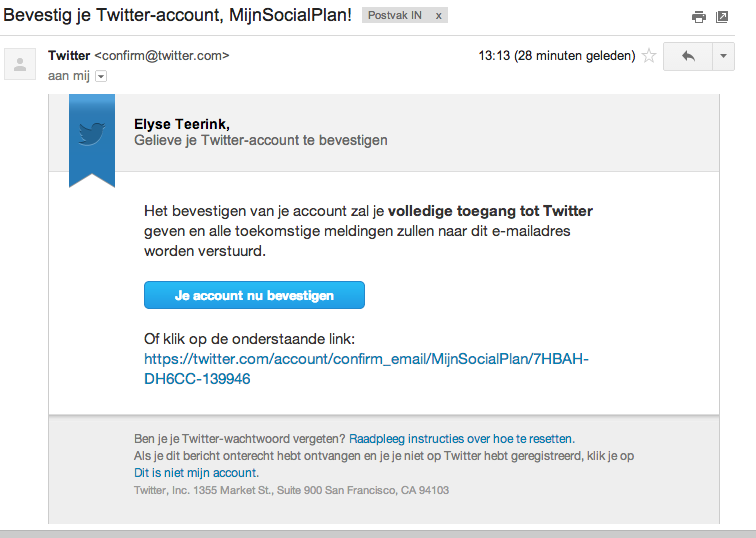 Bevestig je Twitter-account, MijnSocialPlan! Postvak IN x
Twitter <confirm@twitter.com> 13:13 (28 minuten geleden)
aan mij
Elyse Teerink,
Gelieve je Twitter-account te bevestigen
Het bevestigen van je account zal je volledige toegang tot Twitter
geven en alle toekomstige meldingen zullen naar dit e-mailadres
worden verstuurd.
Je account nu bevestigen
Of klik op de onderstaande link:
https://twitter.com/account/confirm_email/MijnSocialPlan/7HBAH-
DH6CC-139946
Ben je je Twitter-wachtwoord vergeten? Raadpleeg instructies over hoe te resetten.
Als je dit bericht onterecht hebt ontvangen en je je niet op Twitter hebt geregistreerd, klik je op
Dit is niet mijn account.
Twitter, Inc. 1355 Market St., Suite 900 San Francisco, CA 94103